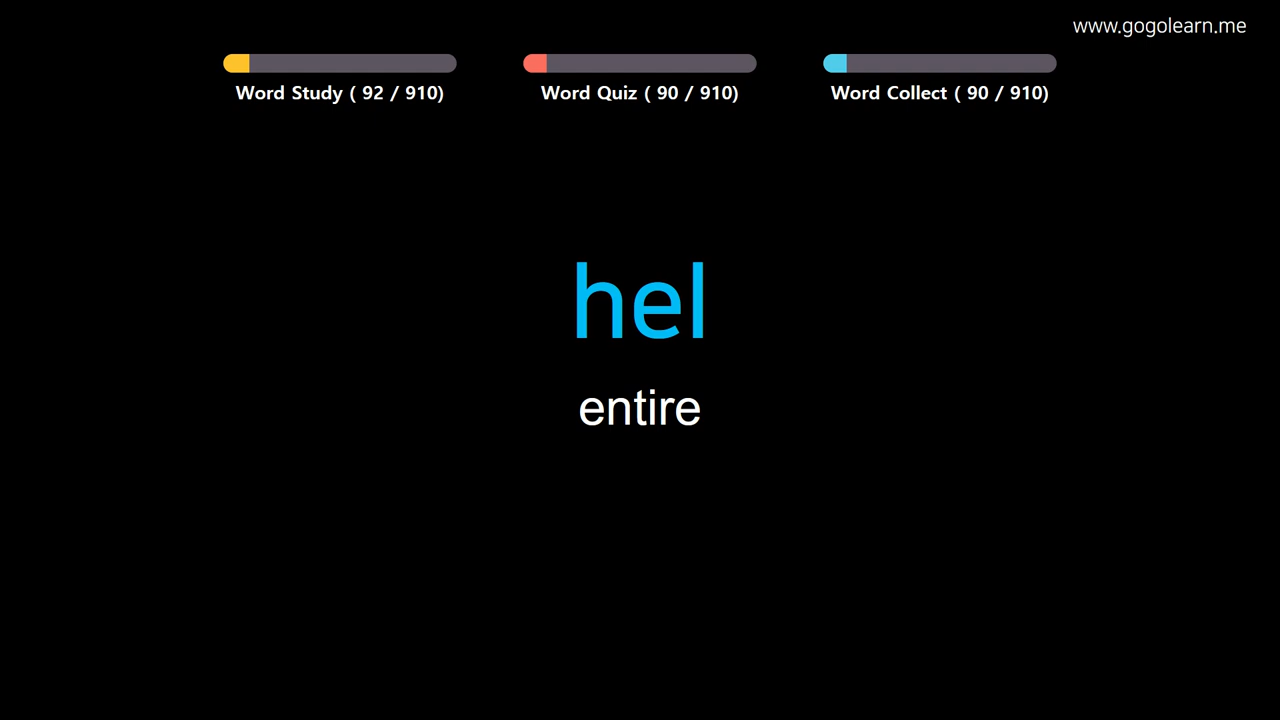 www.gogolearn.me
Word Study ( 92 / 910)
Word Quiz ( 90 / 910)
Word Collect ( 90 / 910)
hel
entire